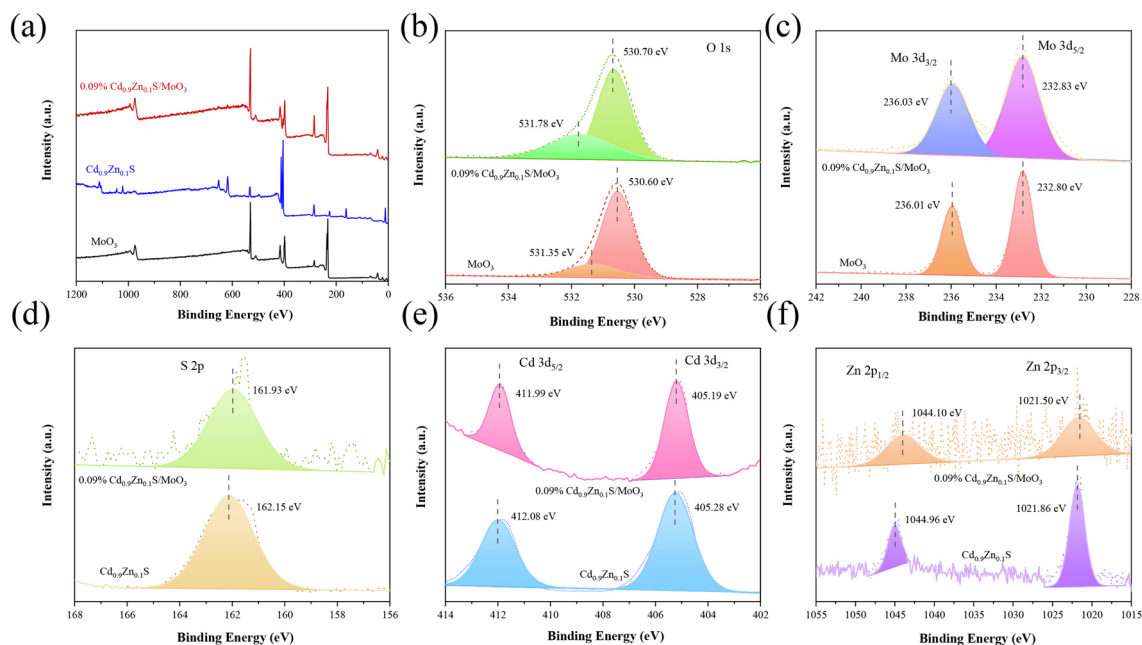 (a)
0.09% Cd₀.₉Zn₀.₁S/MoO₃
Cd₀.₉Zn₀.₁S
MoO₃
Intensity (a.u.)
1200 1000 800 600 400 200 0
Binding Energy (eV)
(b)
O 1s
530.70 eV
531.78 eV
0.09% Cd₀.₉Zn₀.₁S/MoO₃
530.60 eV
531.35 eV
MoO₃
Intensity (a.u.)
536 534 532 530 528 526
Binding Energy (eV)
(c)
Mo 3d₃/₂
Mo 3d₅/₂
236.03 eV
232.83 eV
0.09% Cd₀.₉Zn₀.₁S/MoO₃
236.01 eV
232.80 eV
MoO₃
Intensity (a.u.)
242 240 238 236 234 232 230 228
Binding Energy (eV)
(d)
S 2p
161.93 eV
0.09% Cd₀.₉Zn₀.₁S/MoO₃
162.15 eV
Cd₀.₉Zn₀.₁S
Intensity (a.u.)
168 166 164 162 160 158 156
Binding Energy (eV)
(e)
Cd 3d₅/₂
Cd 3d₃/₂
411.99 eV
405.19 eV
0.09% Cd₀.₉Zn₀.₁S/MoO₃
412.08 eV
405.28 eV
Cd₀.₉Zn₀.₁S
Intensity (a.u.)
414 412 410 408 406 404 402
Binding Energy (eV)
(f)
Zn 2p₁/₂
Zn 2p₃/₂
1044.10 eV
1021.50 eV
0.09% Cd₀.₉Zn₀.₁S/MoO₃
1044.96 eV
1021.86 eV
Cd₀.₉Zn₀.₁S
Intensity (a.u.)
1055 1050 1045 1040 1035 1030 1025 1020 1015
Binding Energy (eV)